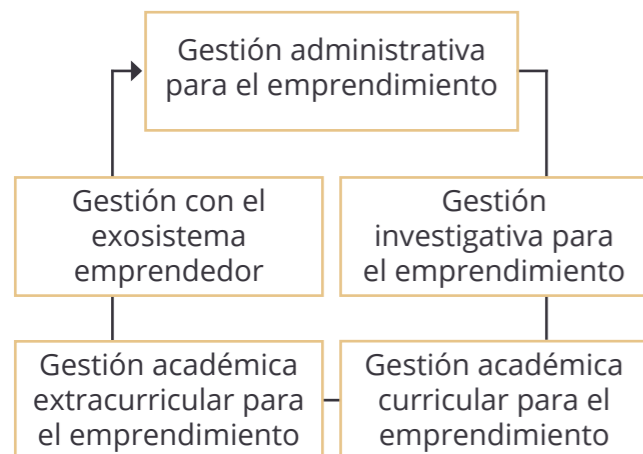 Gestión administrativa
para el emprendimiento
Gestión con el
exosistema
emprendedor
Gestión
investigativa para
el emprendimiento
Gestión académica
extracurricular para
el emprendimiento
Gestión académica
curricular para el
emprendimiento